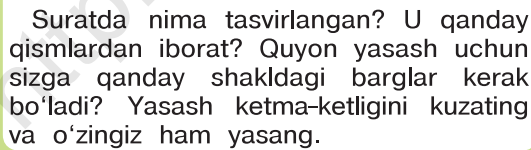 Suratda nima tasvirlangan? U qanday
qismlardan iborat? Quyon yasash uchun
sizga qanday shakldagi barglar kerak
bo‘ladi? Yasash ketma-ketligini kuzating
va o‘zingiz ham yasang.